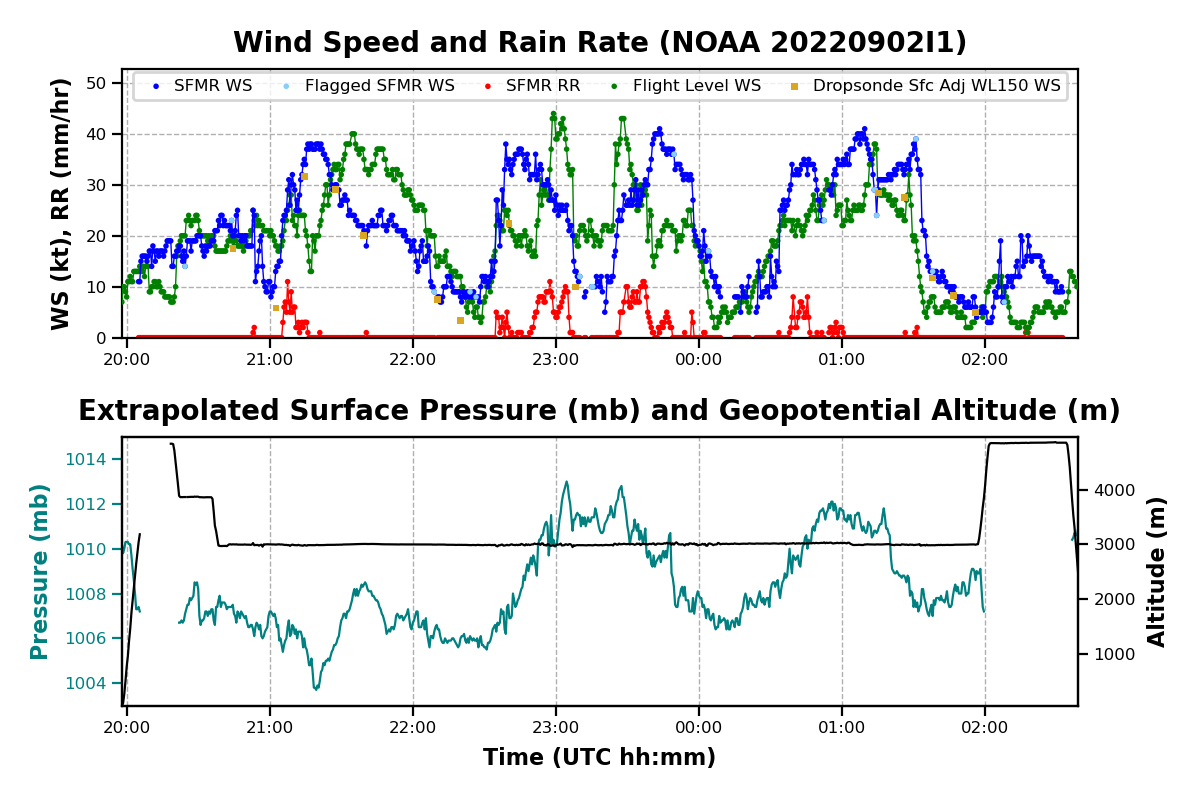 Wind Speed and Rain Rate (NOAA 20220902I1)
WS (kt), RR (mm/hr)
50
40
30
20
10
0
SFMR WS
Flagged SFMR WS
SFMR RR
Flight Level WS
Dropsonde Sfc Adj WL150 WS
20:00
21:00
22:00
23:00
00:00
01:00
02:00
Extrapolated Surface Pressure (mb) and Geopotential Altitude (m)
Pressure (mb)
1014
1012
1010
1008
1006
1004
4000
3000
2000
1000
Altitude (m)
20:00
21:00
22:00
23:00
00:00
01:00
02:00
Time (UTC hh:mm)